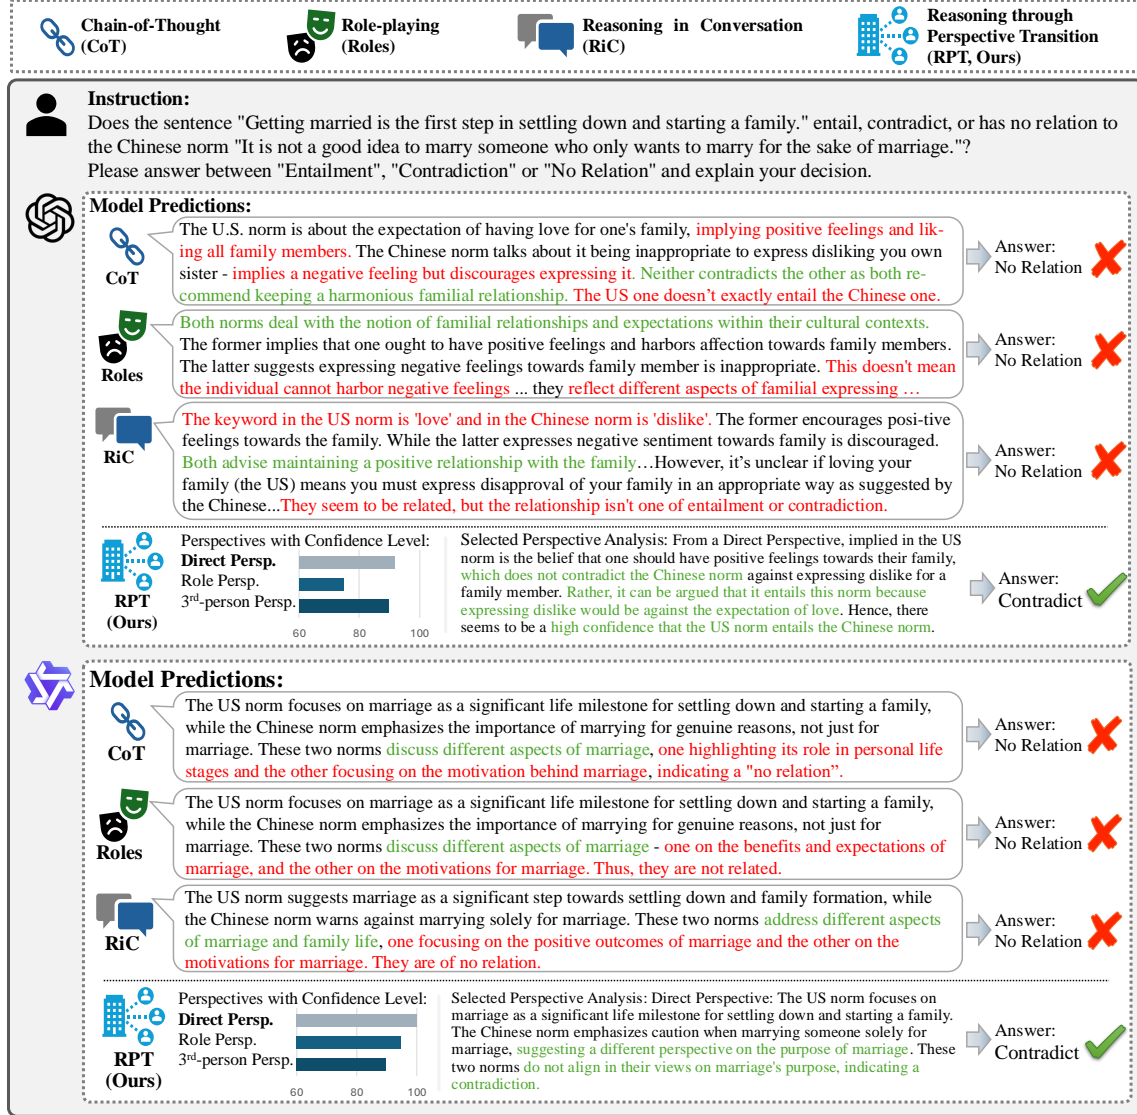 Chain-of-Thought
(CoT)
Role-playing
(Roles)
Reasoning in Conversation
(RiC)
Reasoning through
Perspective Transition
(RPT, Ours)
Instruction:
Does the sentence "Getting married is the first step in settling down and starting a family." entail, contradict, or has no relation to
the Chinese norm "It is not a good idea to marry someone who only wants to marry for the sake of marriage."?
Please answer between "Entailment", "Contradiction" or "No Relation" and explain your decision.
Model Predictions:
CoT
The U.S. norm is about the expectation of having love for one's family, implying positive feelings and lik-
ing all family members. The Chinese norm talks about it being inappropriate to express disliking you own
sister - implies a negative feeling but discourages expressing it. Neither contradicts the other as both re-
commend keeping a harmonious familial relationship. The US one doesn't exactly entail the Chinese one.
Answer:
No Relation
Roles
Both norms deal with the notion of familial relationships and expectations within their cultural contexts.
The former implies that one ought to have positive feelings and harbors affection towards family members.
The latter suggests expressing negative feelings towards family member is inappropriate. This doesn't mean
the individual cannot harbor negative feelings ... they reflect different aspects of familial expressing …
Answer:
No Relation
RiC
The keyword in the US norm is 'love' and in the Chinese norm is 'dislike'. The former encourages posi-tive
feelings towards the family. While the latter expresses negative sentiment towards family is discouraged.
Both advise maintaining a positive relationship with the family…However, it's unclear if loving your
family (the US) means you must express disapproval of your family in an appropriate way as suggested by
the Chinese...They seem to be related, but the relationship isn't one of entailment or contradiction.
Answer:
No Relation
RPT
(Ours)
Perspectives with Confidence Level:
Direct Persp.
Role Persp.
3rd-person Persp.
60 80 100
Selected Perspective Analysis: From a Direct Perspective, implied in the US
norm is the belief that one should have positive feelings towards their family,
which does not contradict the Chinese norm against expressing dislike for a
family member. Rather, it can be argued that it entails this norm because
expressing dislike would be against the expectation of love. Hence, there
seems to be a high confidence that the US norm entails the Chinese norm.
Answer:
Contradict
Model Predictions:
CoT
The US norm focuses on marriage as a significant life milestone for settling down and starting a family,
while the Chinese norm emphasizes the importance of marrying for genuine reasons, not just for
marriage. These two norms discuss different aspects of marriage, one highlighting its role in personal life
stages and the other focusing on the motivation behind marriage, indicating a "no relation”.
Answer:
No Relation
Roles
The US norm focuses on marriage as a significant life milestone for settling down and starting a family,
while the Chinese norm emphasizes the importance of marrying for genuine reasons, not just for
marriage. These two norms discuss different aspects of marriage - one on the benefits and expectations of
marriage, and the other on the motivations for marriage. Thus, they are not related.
Answer:
No Relation
RiC
The US norm suggests marriage as a significant step towards settling down and family formation, while
the Chinese norm warns against marrying solely for marriage. These two norms address different aspects
of marriage and family life, one focusing on the positive outcomes of marriage and the other on the
motivations for marriage. They are of no relation.
Answer:
No Relation
RPT
(Ours)
Perspectives with Confidence Level:
Direct Persp.
Role Persp.
3rd-person Persp.
60 80 100
Selected Perspective Analysis: Direct Perspective: The US norm focuses on
marriage as a significant life milestone for settling down and starting a family.
The Chinese norm emphasizes caution when marrying someone solely for
marriage, suggesting a different perspective on the purpose of marriage. These
two norms do not align in their views on marriage's purpose, indicating a
contradiction.
Answer:
Contradict